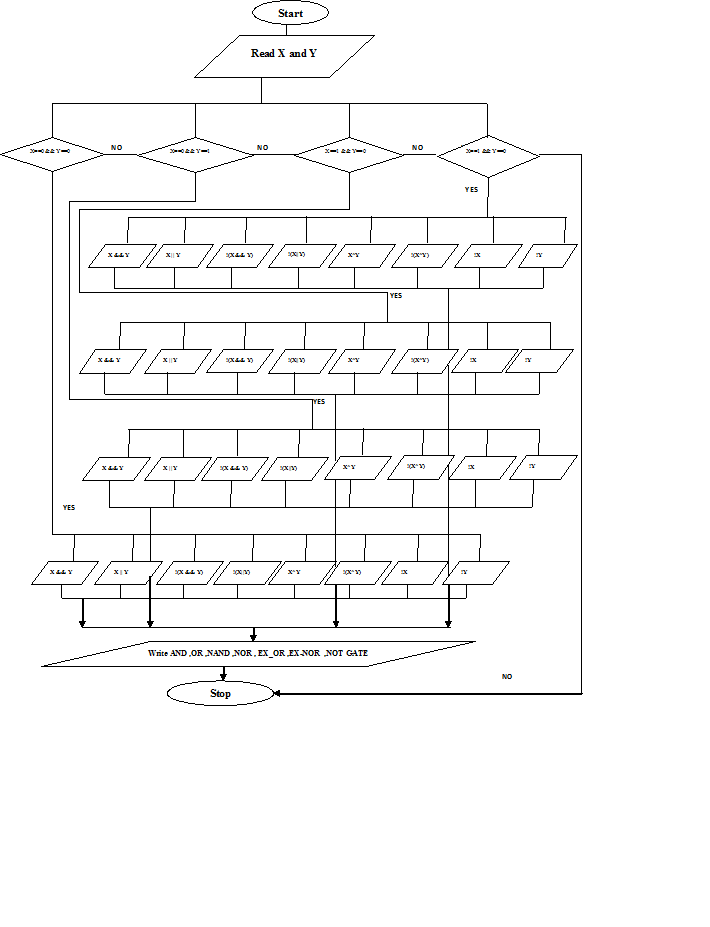 Start
Read X and Y
X==0 && Y==0
NO
X==0 && Y==1
NO
X==1 && Y==0
NO
X==1 && Y==0
YES
X && Y
X || Y
!(X && Y)
!(X|Y)
X^Y
!(X^Y)
!X
!Y
YES
X && Y
X || Y
!(X && Y)
!(X|Y)
X^Y
!(X^Y)
!X
!Y
YES
X && Y
X || Y
!(X && Y)
!(X|Y)
X^Y
!(X^Y)
!X
!Y
YES
X && Y
X || Y
!(X && Y)
!(X|Y)
X^Y
!(X^Y)
!X
!Y
Write AND ,OR ,NAND ,NOR , EX_OR ,EX-NOR ,NOT GATE
NO
Stop